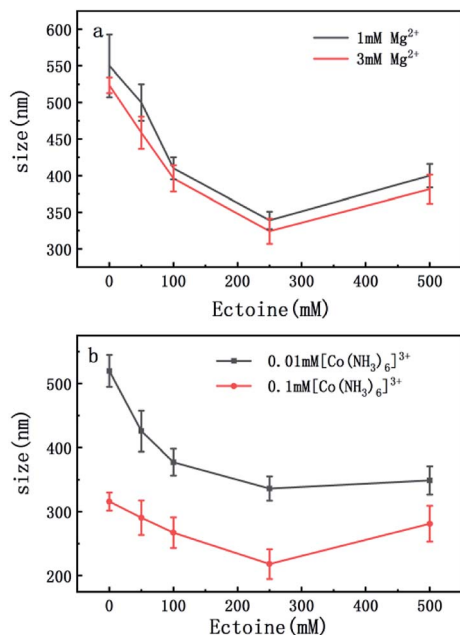 a
1mM Mg²⁺
3mM Mg²⁺
size(nm)
600
550
500
450
400
350
300
0 100 200 300 400 500
Ectoine(mM)
b
0.01mM[Co(NH₃)₆]³⁺
0.1mM[Co(NH₃)₆]³⁺
size(nm)
500
400
300
200
0 100 200 300 400 500
Ectoine(mM)